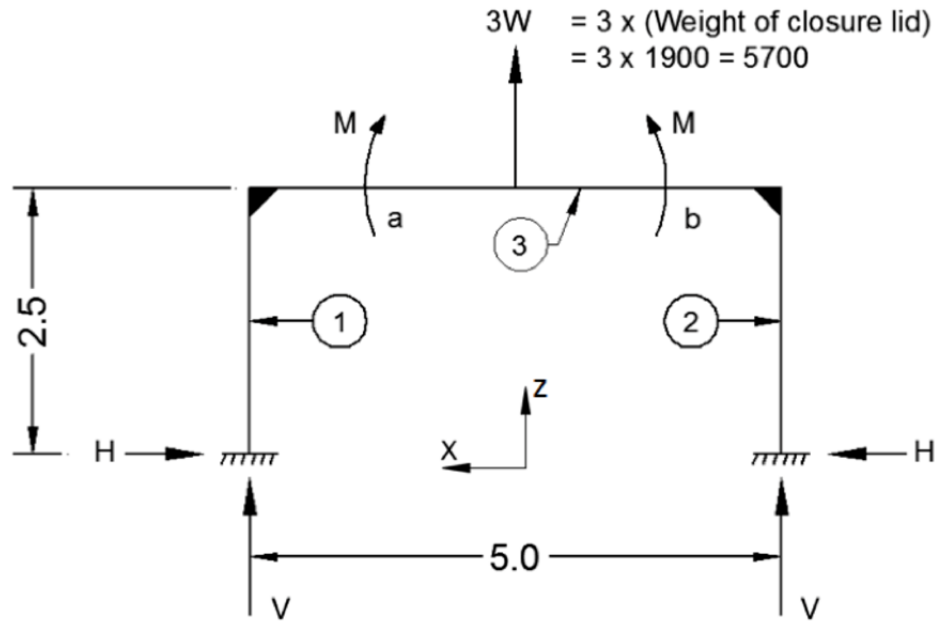 3W = 3 x (Weight of closure lid)
= 3 x 1900 = 5700
M M
a b
3
2.5
1 2
Z
X
H H
5.0
V V